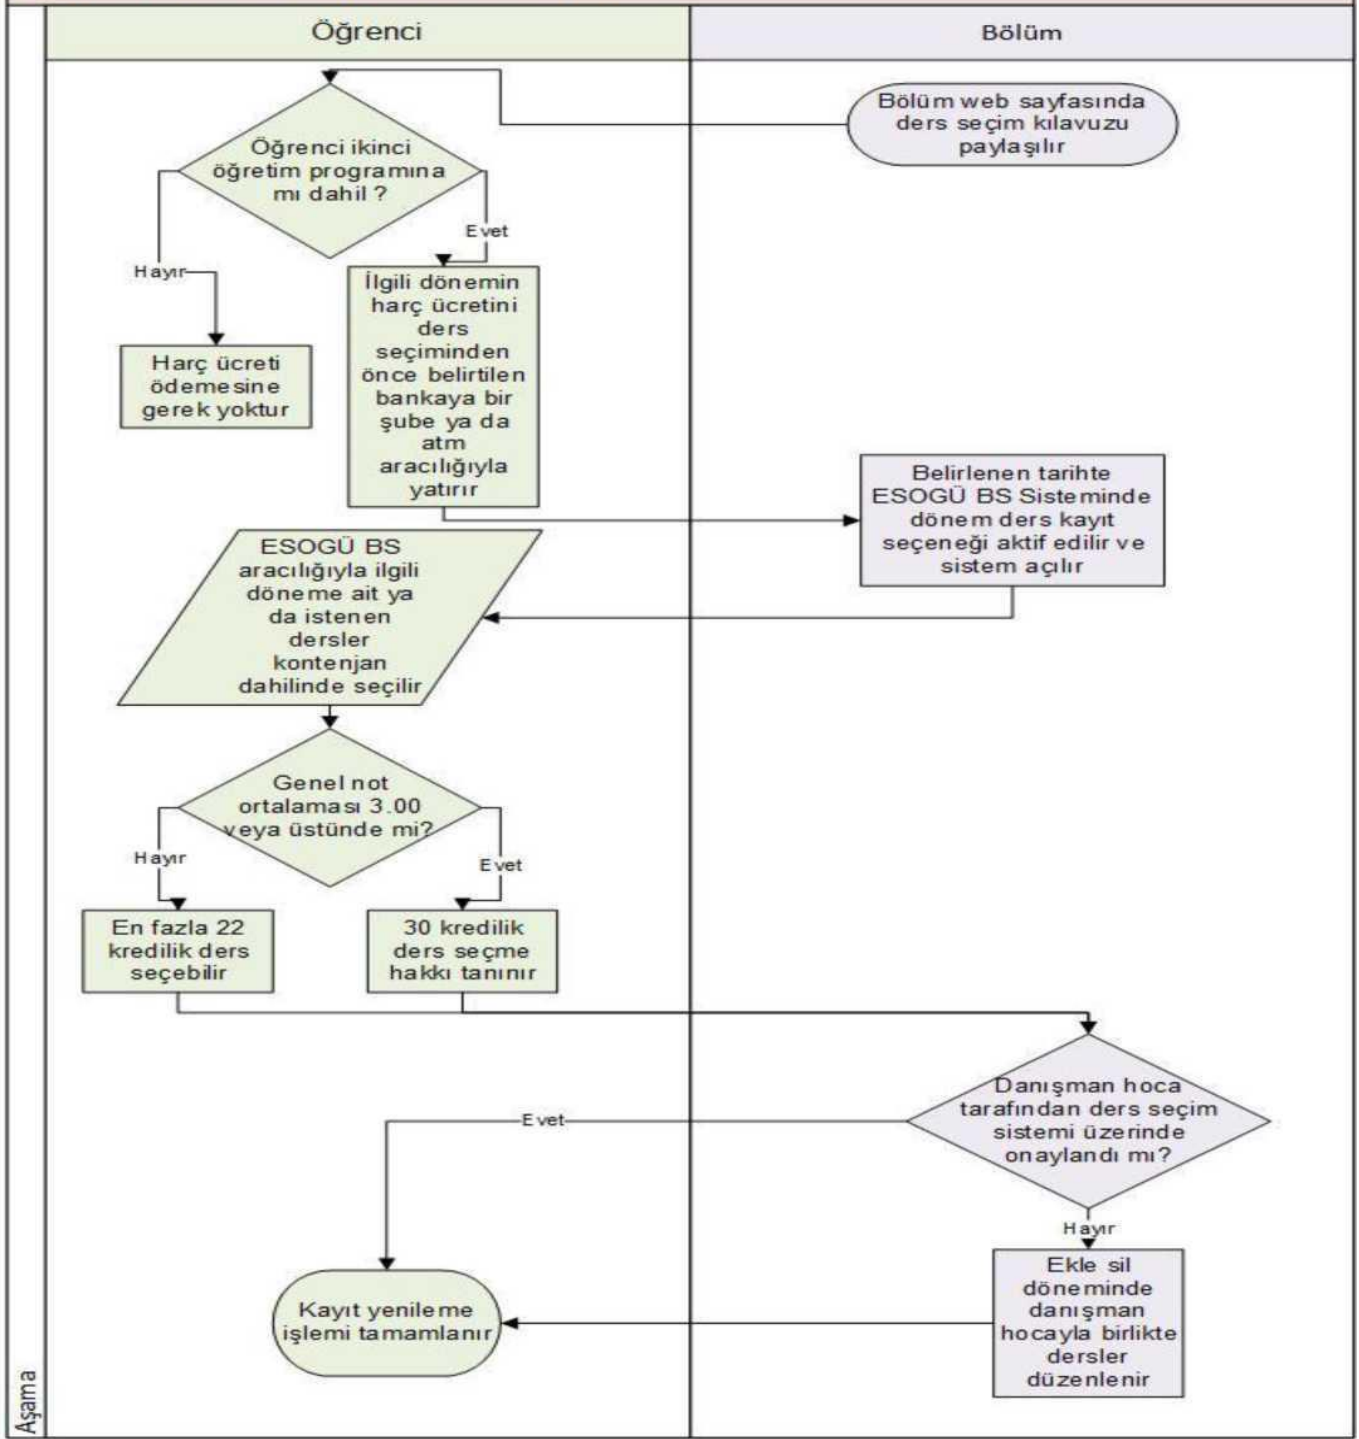 Öğrenci
Bölüm
Bölüm web sayfasında
ders seçim kılavuzu
paylaşılır
Öğrenci ikinci
öğretim programına
mı dahil ?
Evet
Hayır
Harç ücreti
ödemesine
gerek yoktur
İlgili dönemin
harç ücretini
ders
seçiminden
önce belirtilen
bankaya bir
şube ya da
atm
aracılığıyla
yatırır
Belirlenen tarihte
ESOGÜ BS Sisteminde
dönem ders kayıt
seçeneği aktif edilir ve
sistem açılır
ESOGÜ BS
aracılığıyla ilgili
döneme ait ya
da istenen
dersler
kontenjan
dahilinde seçilir
Genel not
ortalaması 3.00
veya üstünde mi?
Hayır
Evet
En fazla 22
kredilik ders
seçebilir
30 kredilik
ders seçme
hakkı tanınır
Danışman hoca
tarafından ders seçim
sistemi üzerinde
onaylandı mı?
Evet
Hayır
Ekle sil
döneminde
danışman
hocayla birlikte
dersler
düzenlenir
Kayıt yenileme
işlemi tamamlanır
Aşama